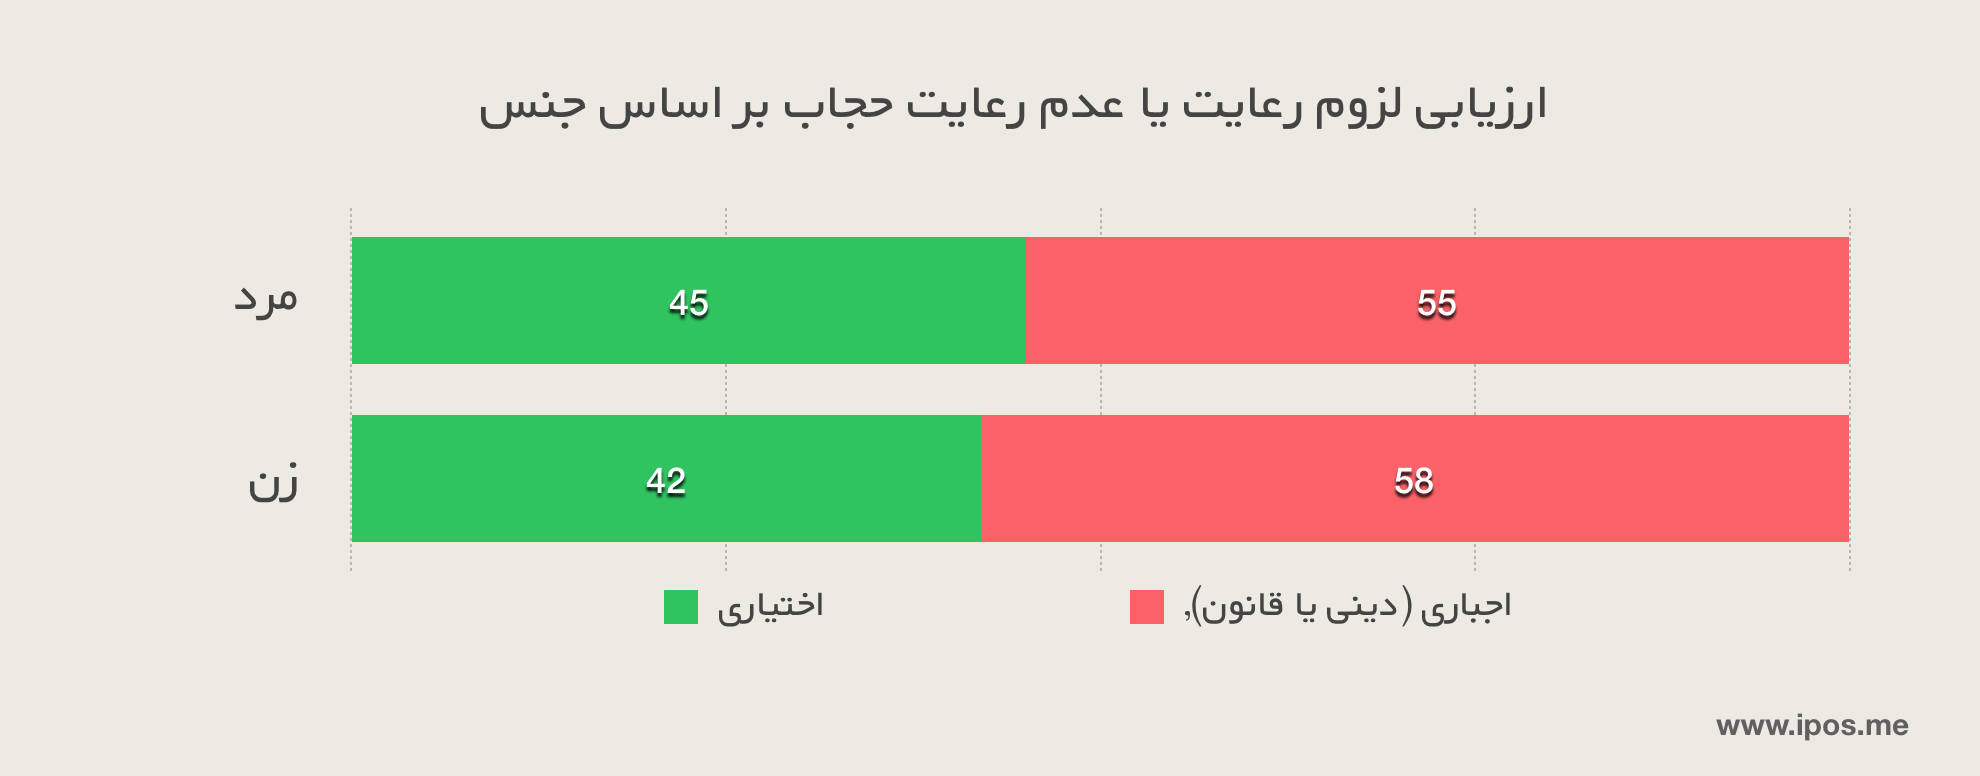 ارزیابی لزوم رعایت یا عدم رعایت حجاب بر اساس جنس
مرد 45 55
زن 42 58
اجباری (دینی یا قانون), اختیاری
www.ipos.me